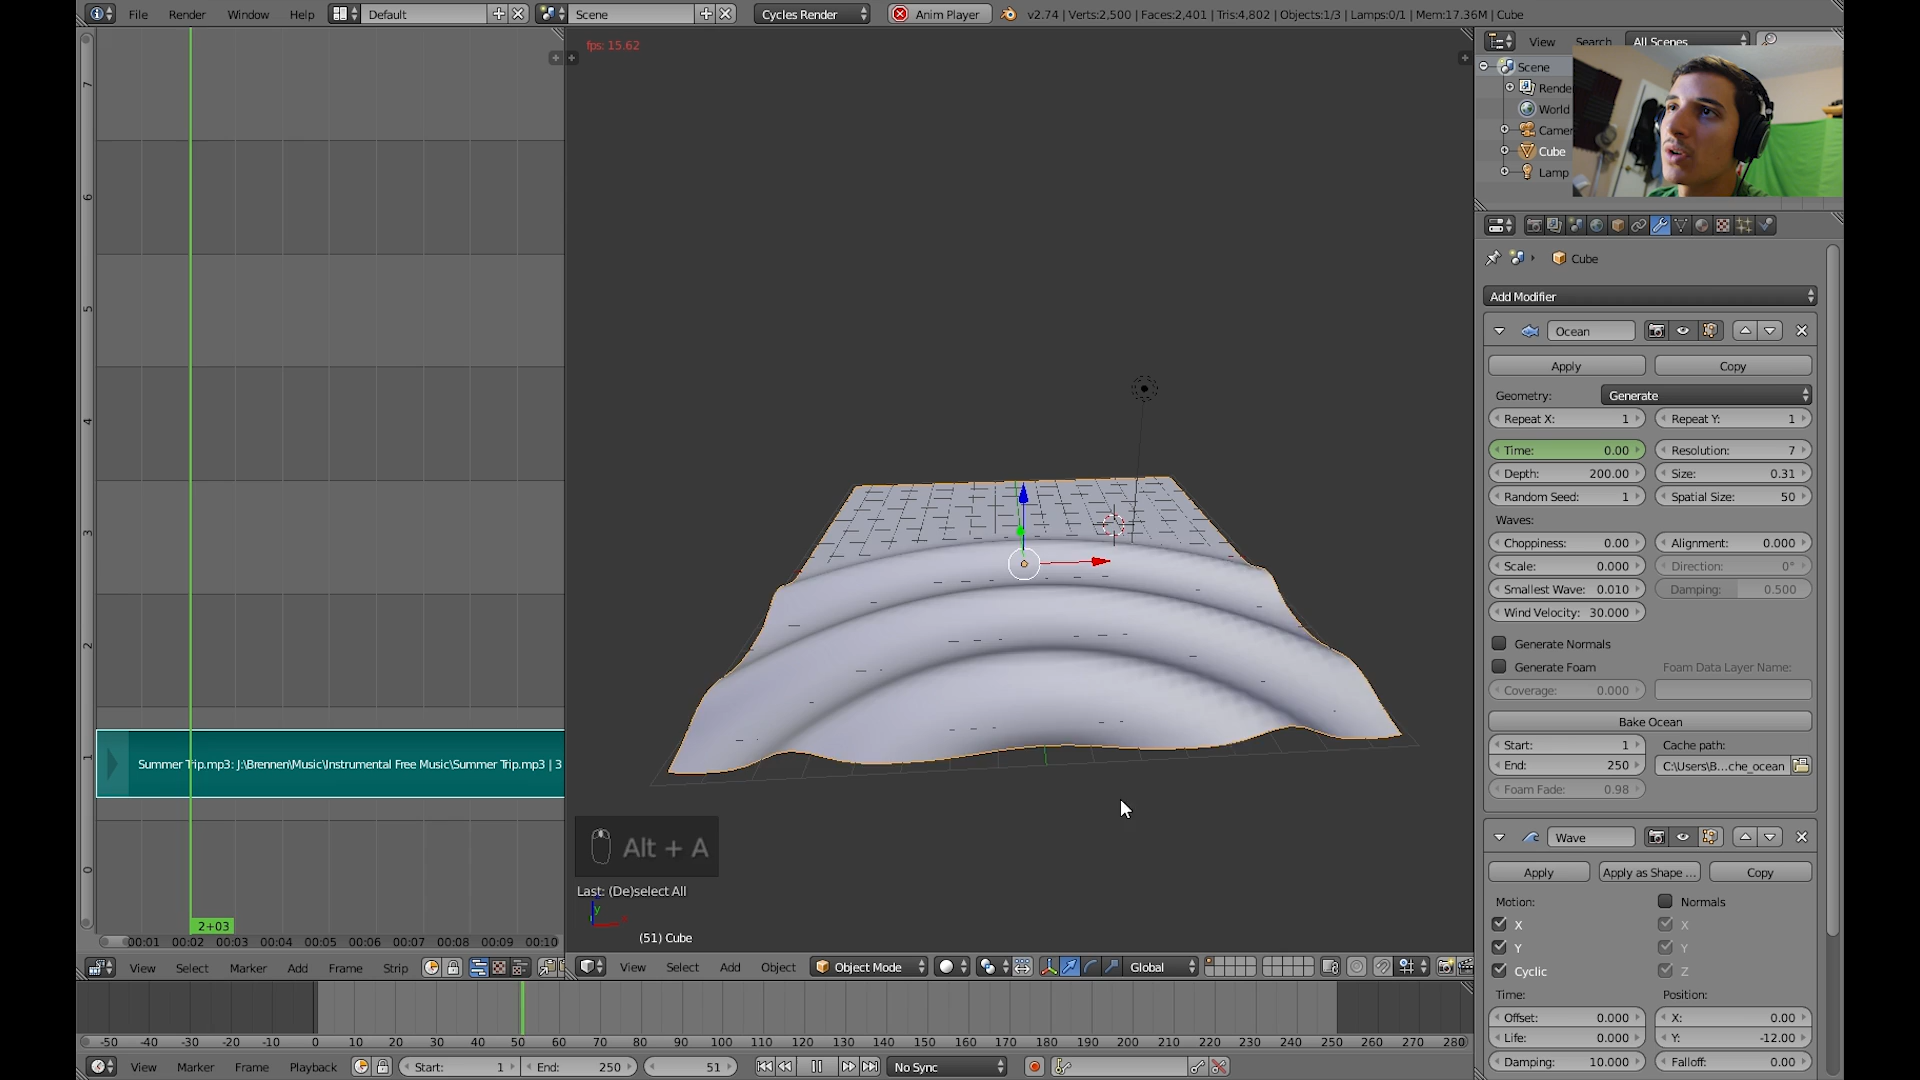 File Render Window Help Default Scene Cycles Render Anim Player v2.74 | Verts:2,500 | Faces:2,401 | Tris:4,802 | Objects:1/3 | Lamps:0/1 | Mem:17.36M | Cube
fps: 15.62
View Search All Scenes
Scene
Rende
World
Camer
Cube
Lamp
Cube
Add Modifier
Ocean
Apply Copy
Geometry: Generate
Repeat X: 1 Repeat Y: 1
Time: 0.00 Resolution: 7
Depth: 200.00 Size: 0.31
Random Seed: 1 Spatial Size: 50
Waves:
Choppiness: 0.00 Alignment: 0.000
Scale: 0.000 Direction: 0°
Smallest Wave: 0.010 Damping: 0.500
Wind Velocity: 30.000
Generate Normals
Generate Foam Foam Data Layer Name:
Coverage: 0.000
Bake Ocean
Start: 1 Cache path:
End: 250 C:\Users\B...che_ocean
Foam Fade: 0.98
Wave
Apply Apply as Shape ... Copy
Motion: Normals
X X
Y Y
Cyclic Z
Time: Position:
Offset: 0.000 X: 0.00
Life: 0.000 Y: -12.00
Damping: 10.000 Falloff: 0.00
7
6
5
4
3
2
1
0
Summer Trip.mp3: J:\Brennen\Music\Instrumental Free Music\Summer Trip.mp3 | 3
2+03
00:01 00:02 00:03 00:04 00:05 00:06 00:07 00:08 00:09 00:10
View Select Marker Add Frame Strip
Alt + A
Last: (De)select All
y
(51) Cube
View Select Add Object Object Mode Global
-50 -40 -30 -20 -10 0 10 20 30 40 50 60 70 80 90 100 110 120 130 140 150 160 170 180 190 200 210 220 230 240 250 260 270 280
View Marker Frame Playback Start: 1 End: 250 51 No Sync